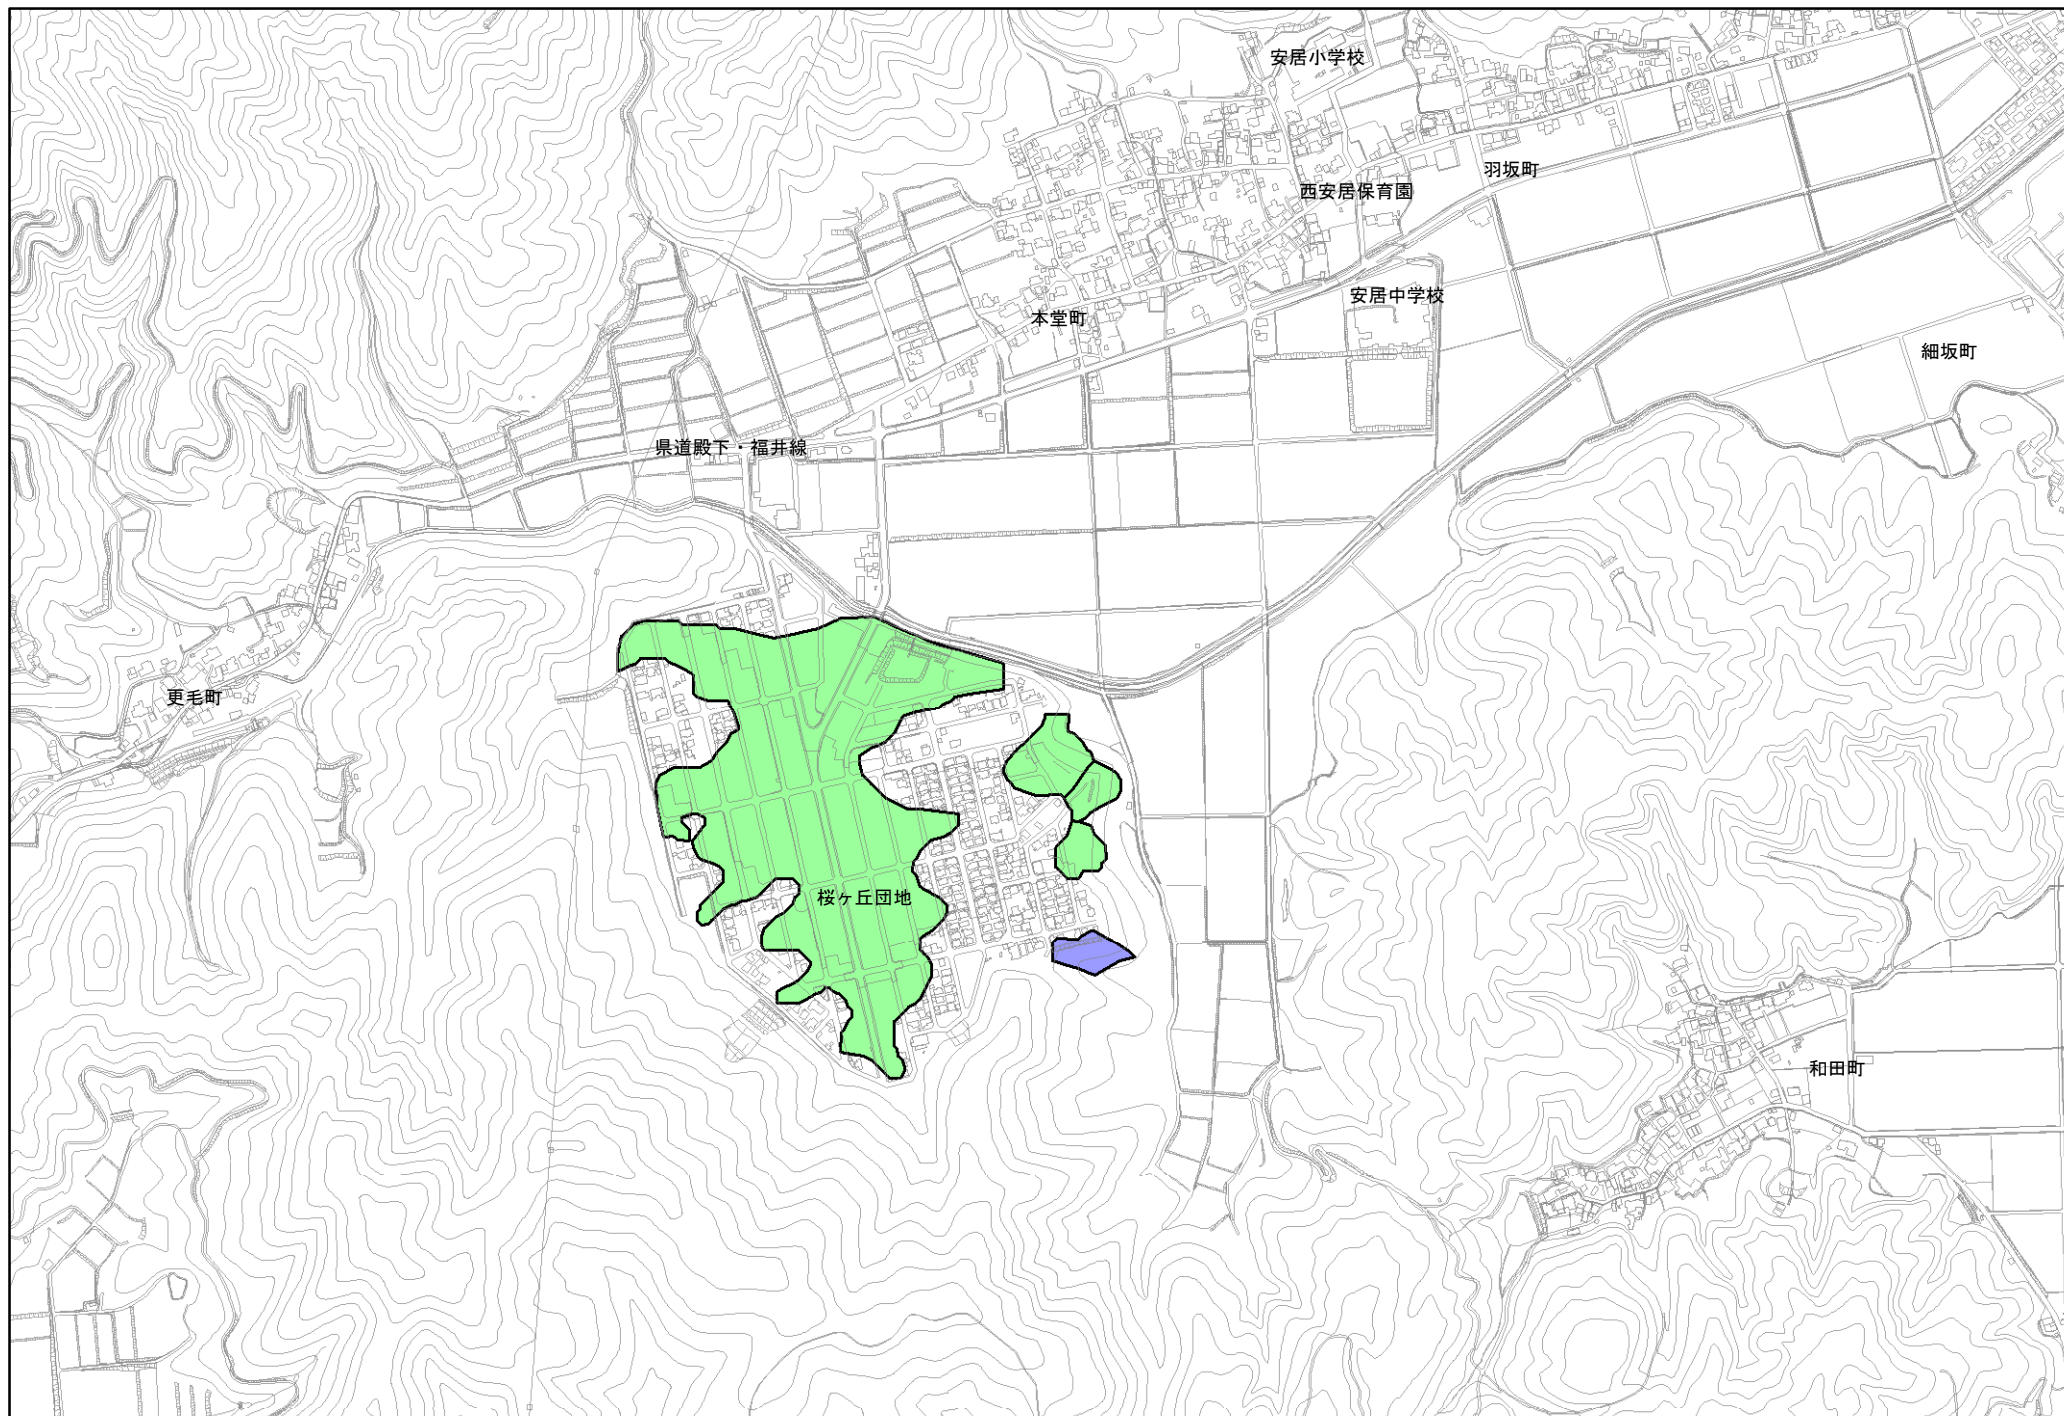 安居小学校
羽坂町
西安居保育園
安居中学校
本堂町
細坂町
県道殿下・福井線
更毛町
桜ヶ丘団地
和田町